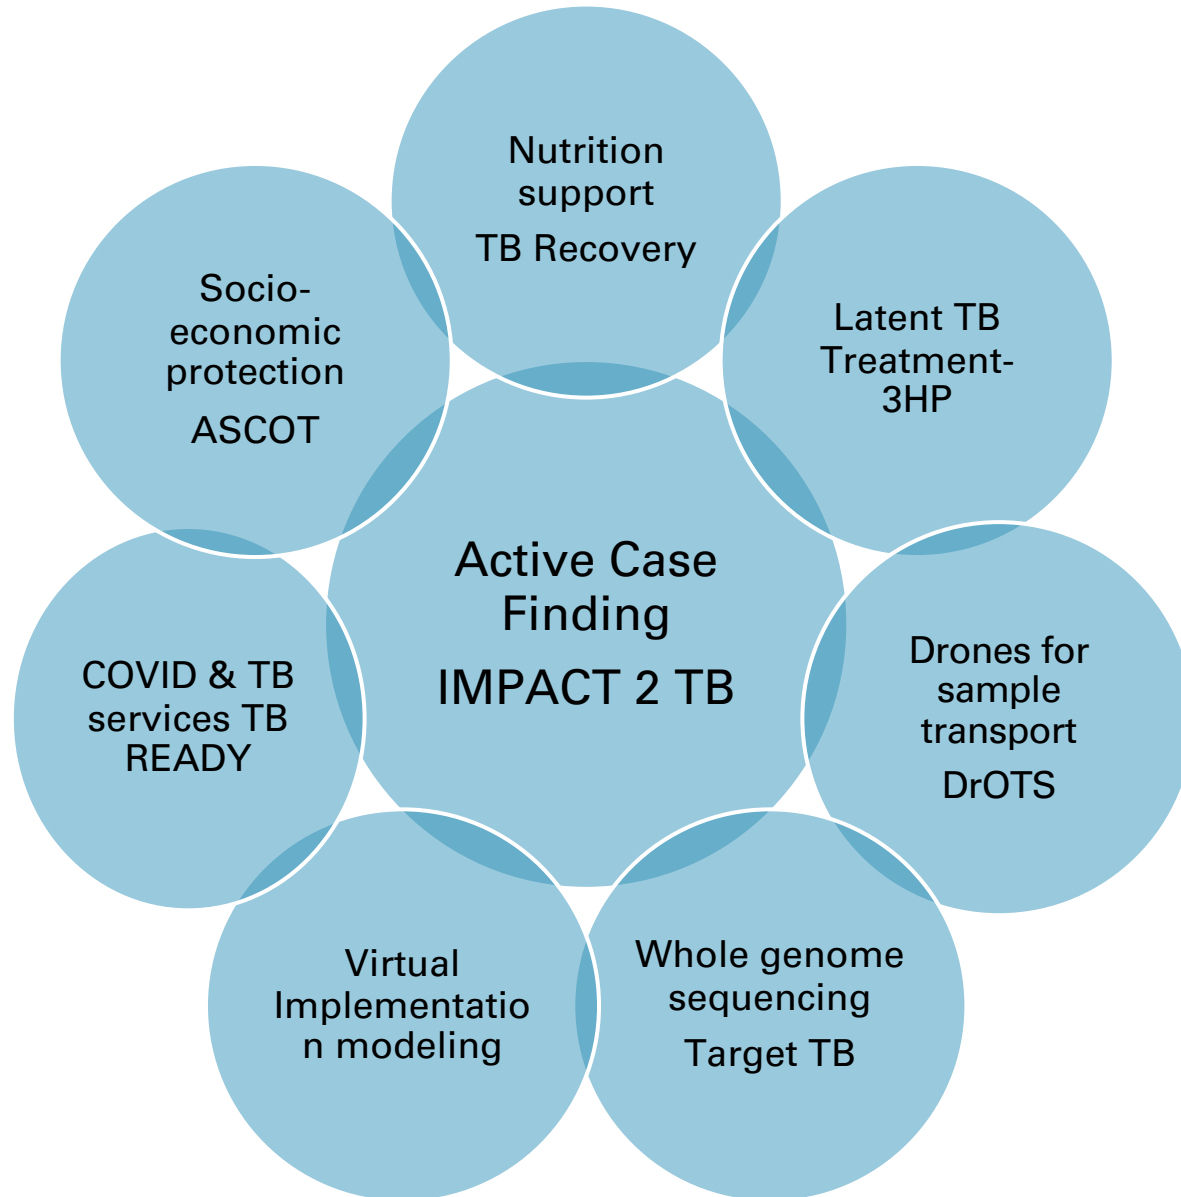 Nutrition
support
TB Recovery
Latent TB
Treatment-
3HP
Drones for
sample
transport
DrOTS
Whole genome
sequencing
Target TB
Virtual
Implementatio
n modeling
COVID & TB
services TB
READY
Socio-
economic
protection
ASCOT
Active Case
Finding
IMPACT 2 TB